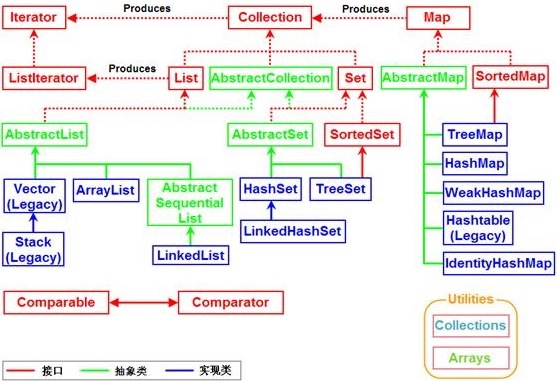 Iterator
Produces
Collection
Produces
Map
ListIterator
Produces
List
AbstractCollection
Set
AbstractMap
SortedMap
AbstractList
AbstractSet
SortedSet
TreeMap
HashMap
Vector
(Legacy)
ArrayList
Abstract
Sequential
List
HashSet
TreeSet
WeakHashMap
Hashtable
(Legacy)
Stack
(Legacy)
LinkedList
LinkedHashSet
IdentityHashMap
Comparable
Comparator
Utilities
Collections
Arrays
接口
抽象类
实现类